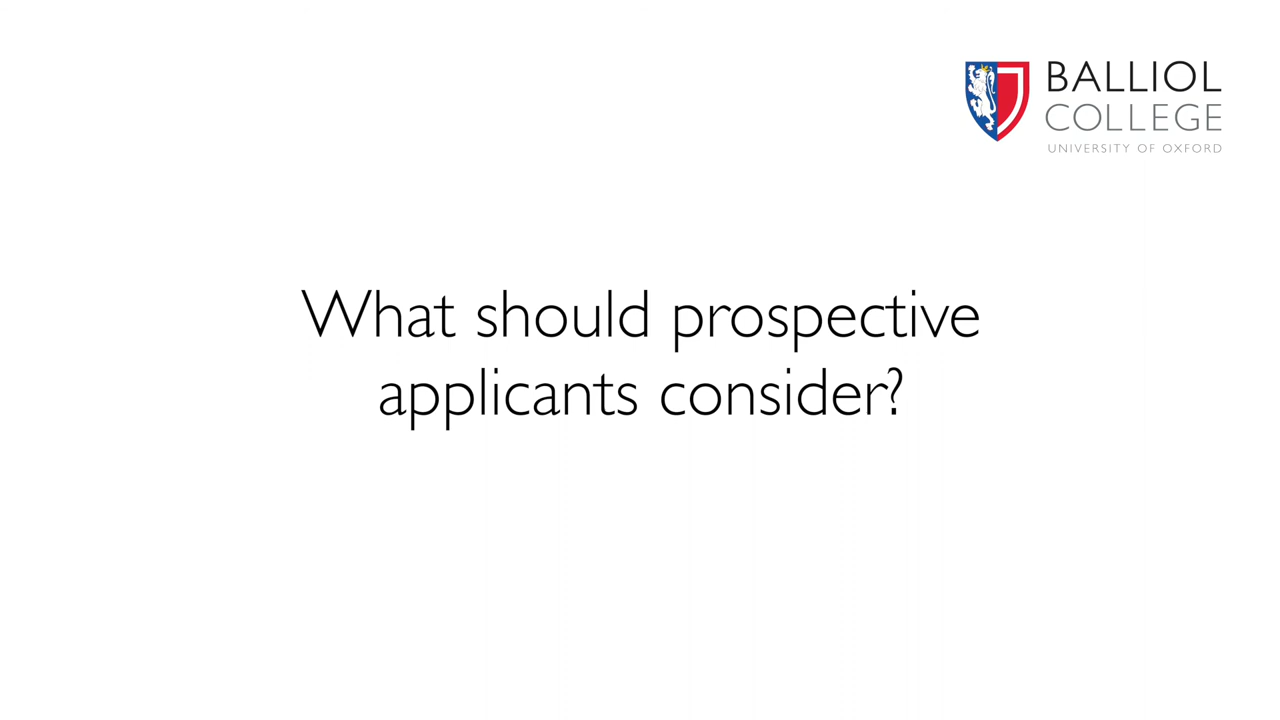 BALLIOL
COLLEGE
UNIVERSITY OF OXFORD
What should prospective
applicants consider?